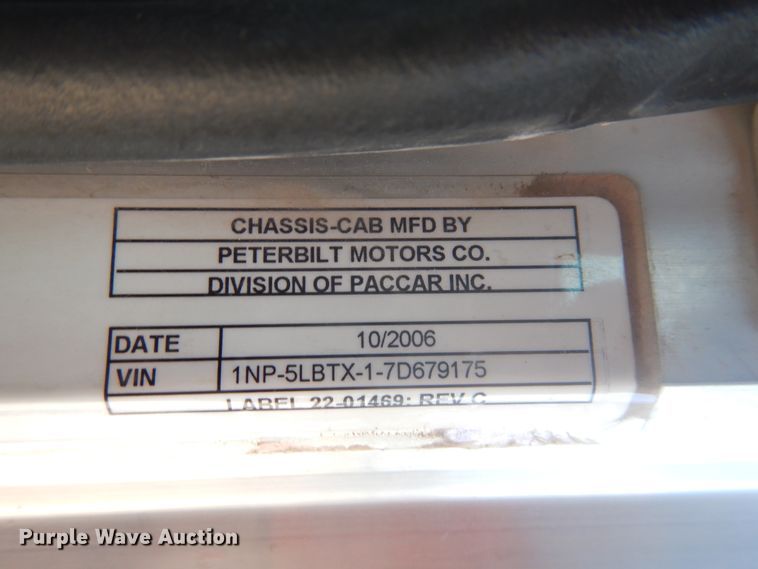 CHASSIS-CAB MFD BY
PETERBILT MOTORS CO.
DIVISION OF PACCAR INC.
DATE 10/2006
VIN 1NP-5LBTX-1-7D679175
LABEL 22-01469: REV C
Purple Wave Auction